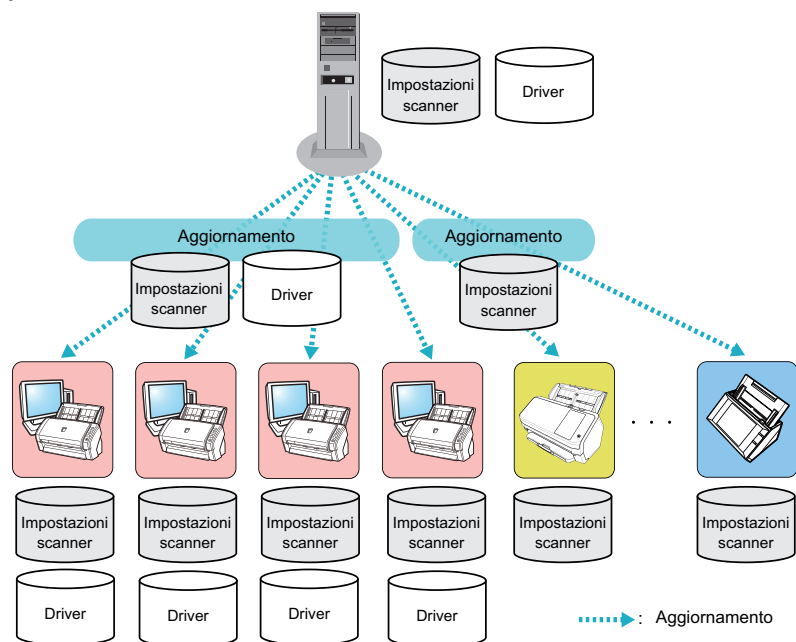 Impostazioni
scanner
Driver
Aggiornamento
Aggiornamento
Impostazioni
scanner
Driver
Impostazioni
scanner
. . .
Impostazioni
scanner
Impostazioni
scanner
Impostazioni
scanner
Impostazioni
scanner
Impostazioni
scanner
Impostazioni
scanner
Driver
Driver
Driver
Driver
: Aggiornamento